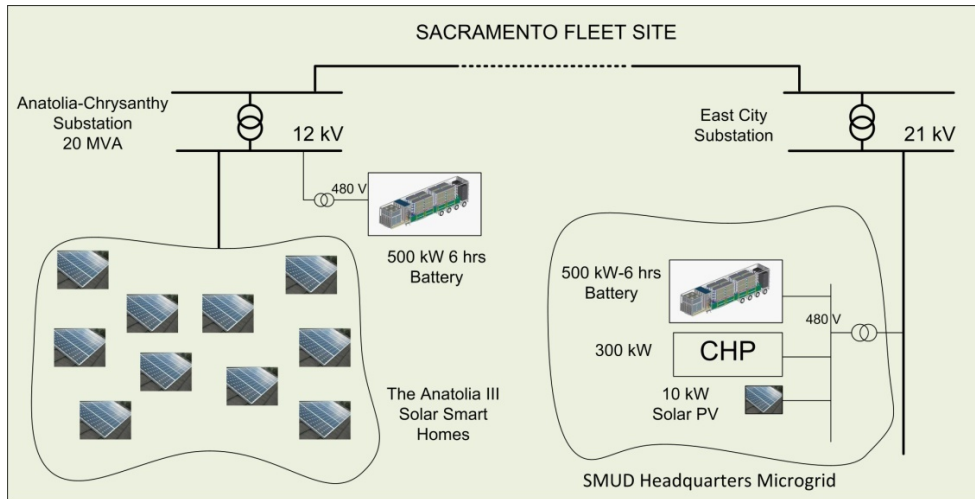 SACRAMENTO FLEET SITE
Anatolia-Chrysanthy
Substation
20 MVA
12 kV
480 V
500 kW 6 hrs
Battery
The Anatolia III
Solar Smart
Homes
East City
Substation
21 kV
500 kW-6 hrs
Battery
480 V
300 kW
CHP
10 kW
Solar PV
SMUD Headquarters Microgrid